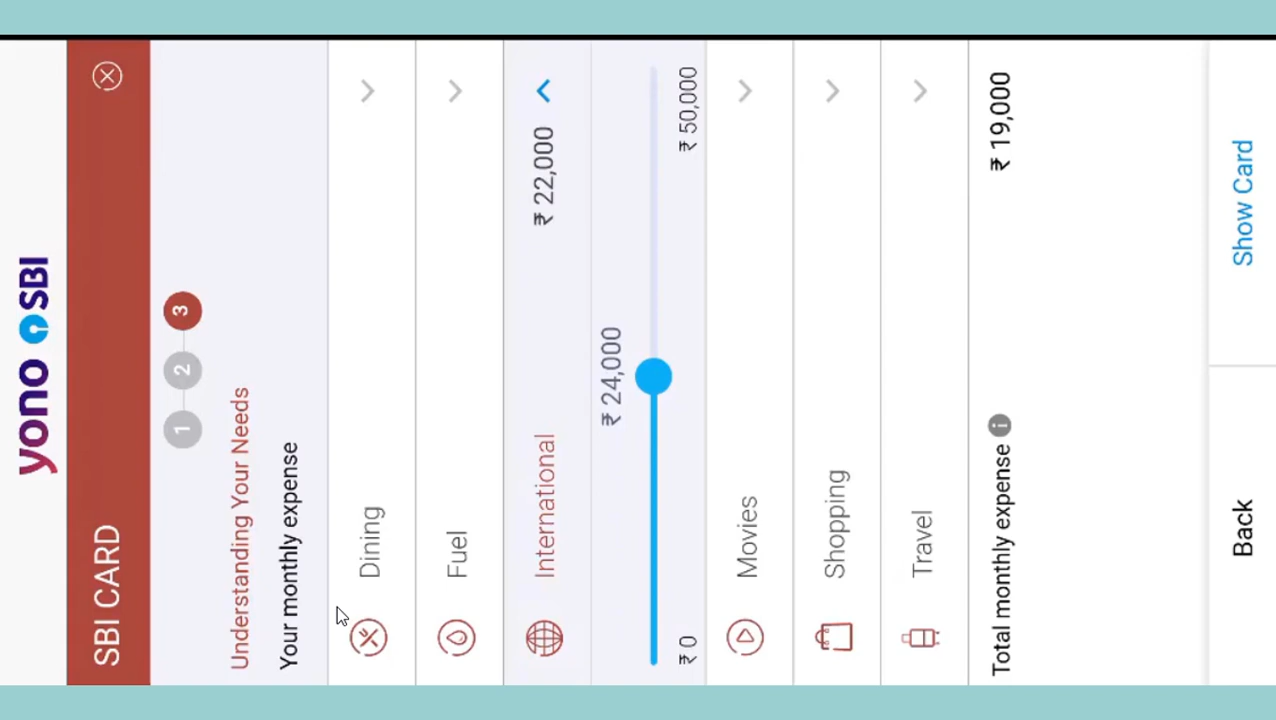 yono SBI
SBI CARD
1 2 3
Understanding Your Needs
Your monthly expense
Dining
Fuel
International ₹ 22,000
₹ 24,000
₹ 0 ₹ 50,000
Movies
Shopping
Travel
Total monthly expense i ₹ 19,000
Back Show Card